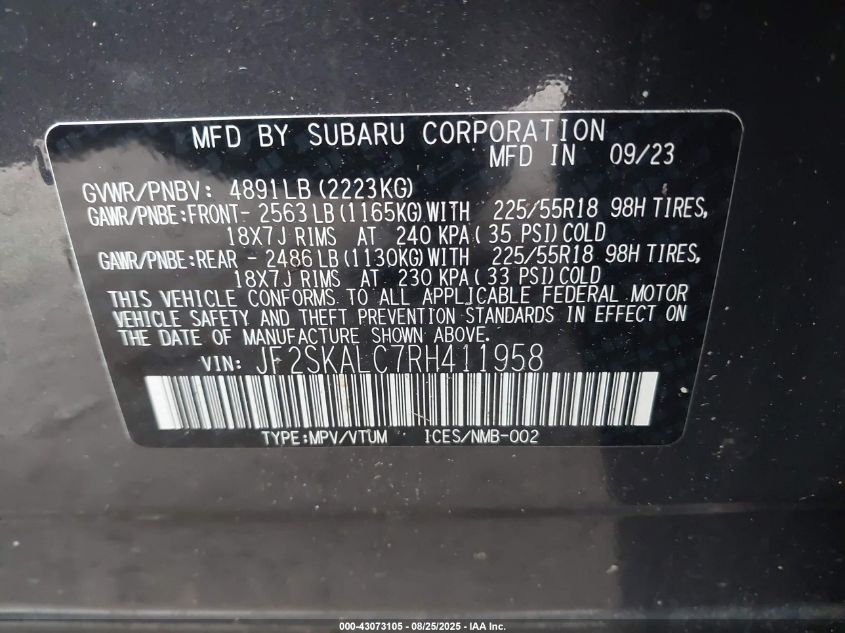 MFD BY SUBARU CORPORATION
MFD IN 09/23
GVWR/PNBV: 4891LB (2223KG)
GAWR/PNBE:FRONT- 2563LB (1165KG) WITH 225/55R18 98H TIRES,
18X7J RIMS AT 240 KPA ( 35 PSI) COLD
GAWR/PNBE:REAR - 2486LB (1130KG) WITH 225/55R18 98H TIRES,
18X7J RIMS AT 230 KPA ( 33 PSI) COLD
THIS VEHICLE CONFORMS TO ALL APPLICABLE FEDERAL MOTOR
VEHICLE SAFETY AND THEFT PREVENTION STANDARDS IN EFFECT ON
THE DATE OF MANUFACTURE SHOWN ABOVE.
VIN: JF2SKALC7RH411958
TYPE:MPV/VTUM ICES/NMB-002
000-43073105 - 08/25/2025 - IAA Inc.